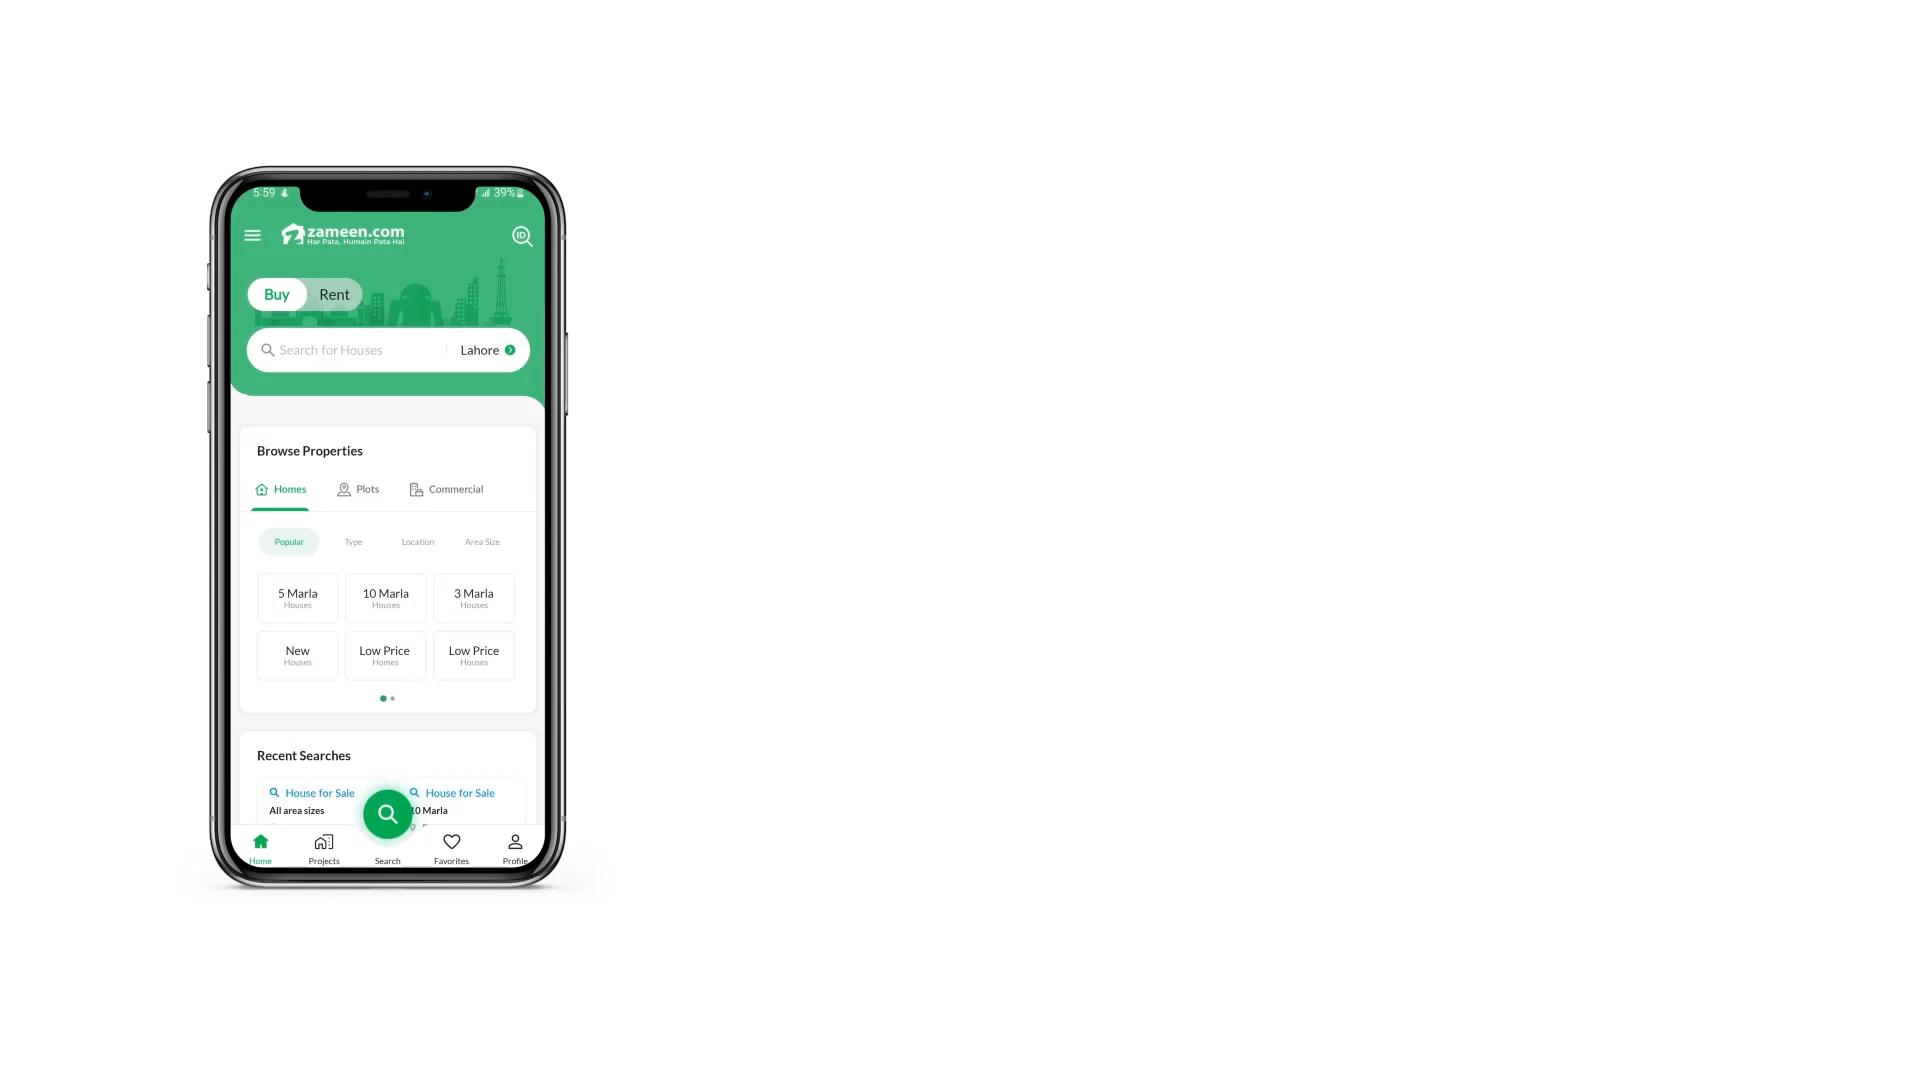 5:59
39%
zameen.com
Har Pata, Humain Pata Hai
ID
Buy Rent
Search for Houses Lahore
Browse Properties
Homes Plots Commercial
Popular Type Location Area Size
5 Marla 10 Marla 3 Marla
Houses Houses Houses
New Low Price Low Price
Houses Homes Houses
Recent Searches
House for Sale House for Sale
All area sizes 10 Marla
Home Projects Search Favorites Profile